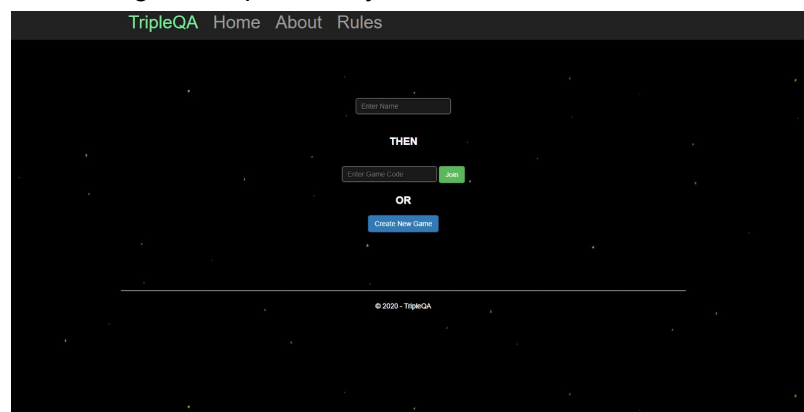 TripleQA Home About Rules
Enter Name
THEN
Enter Game Code Join
OR
Create New Game
© 2020 - TripleQA